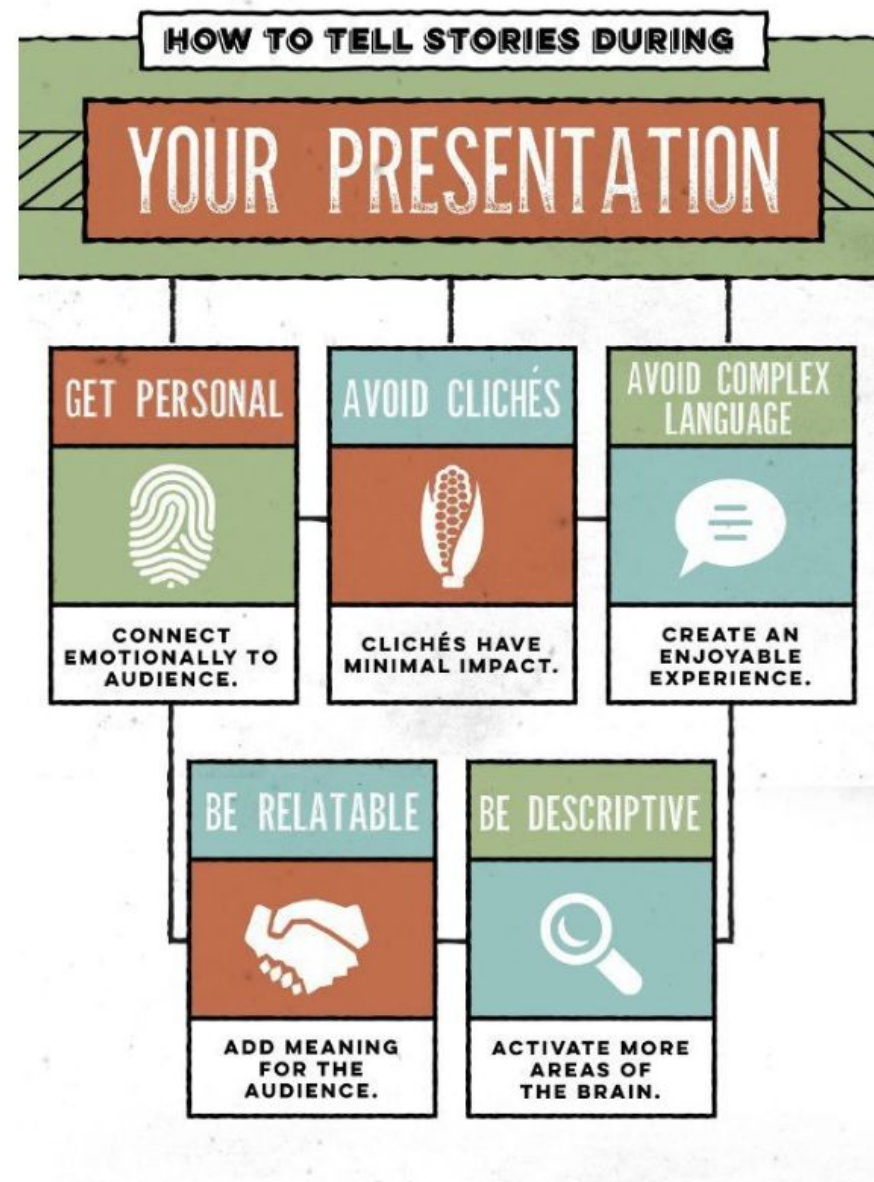 HOW TO TELL STORIES DURING
YOUR PRESENTATION
GET PERSONAL
CONNECT
EMOTIONALLY TO
AUDIENCE.
AVOID CLICHÉS
CLICHÉS HAVE
MINIMAL IMPACT.
AVOID COMPLEX
LANGUAGE
CREATE AN
ENJOYABLE
EXPERIENCE.
BE RELATABLE
ADD MEANING
FOR THE
AUDIENCE.
BE DESCRIPTIVE
ACTIVATE MORE
AREAS OF
THE BRAIN.